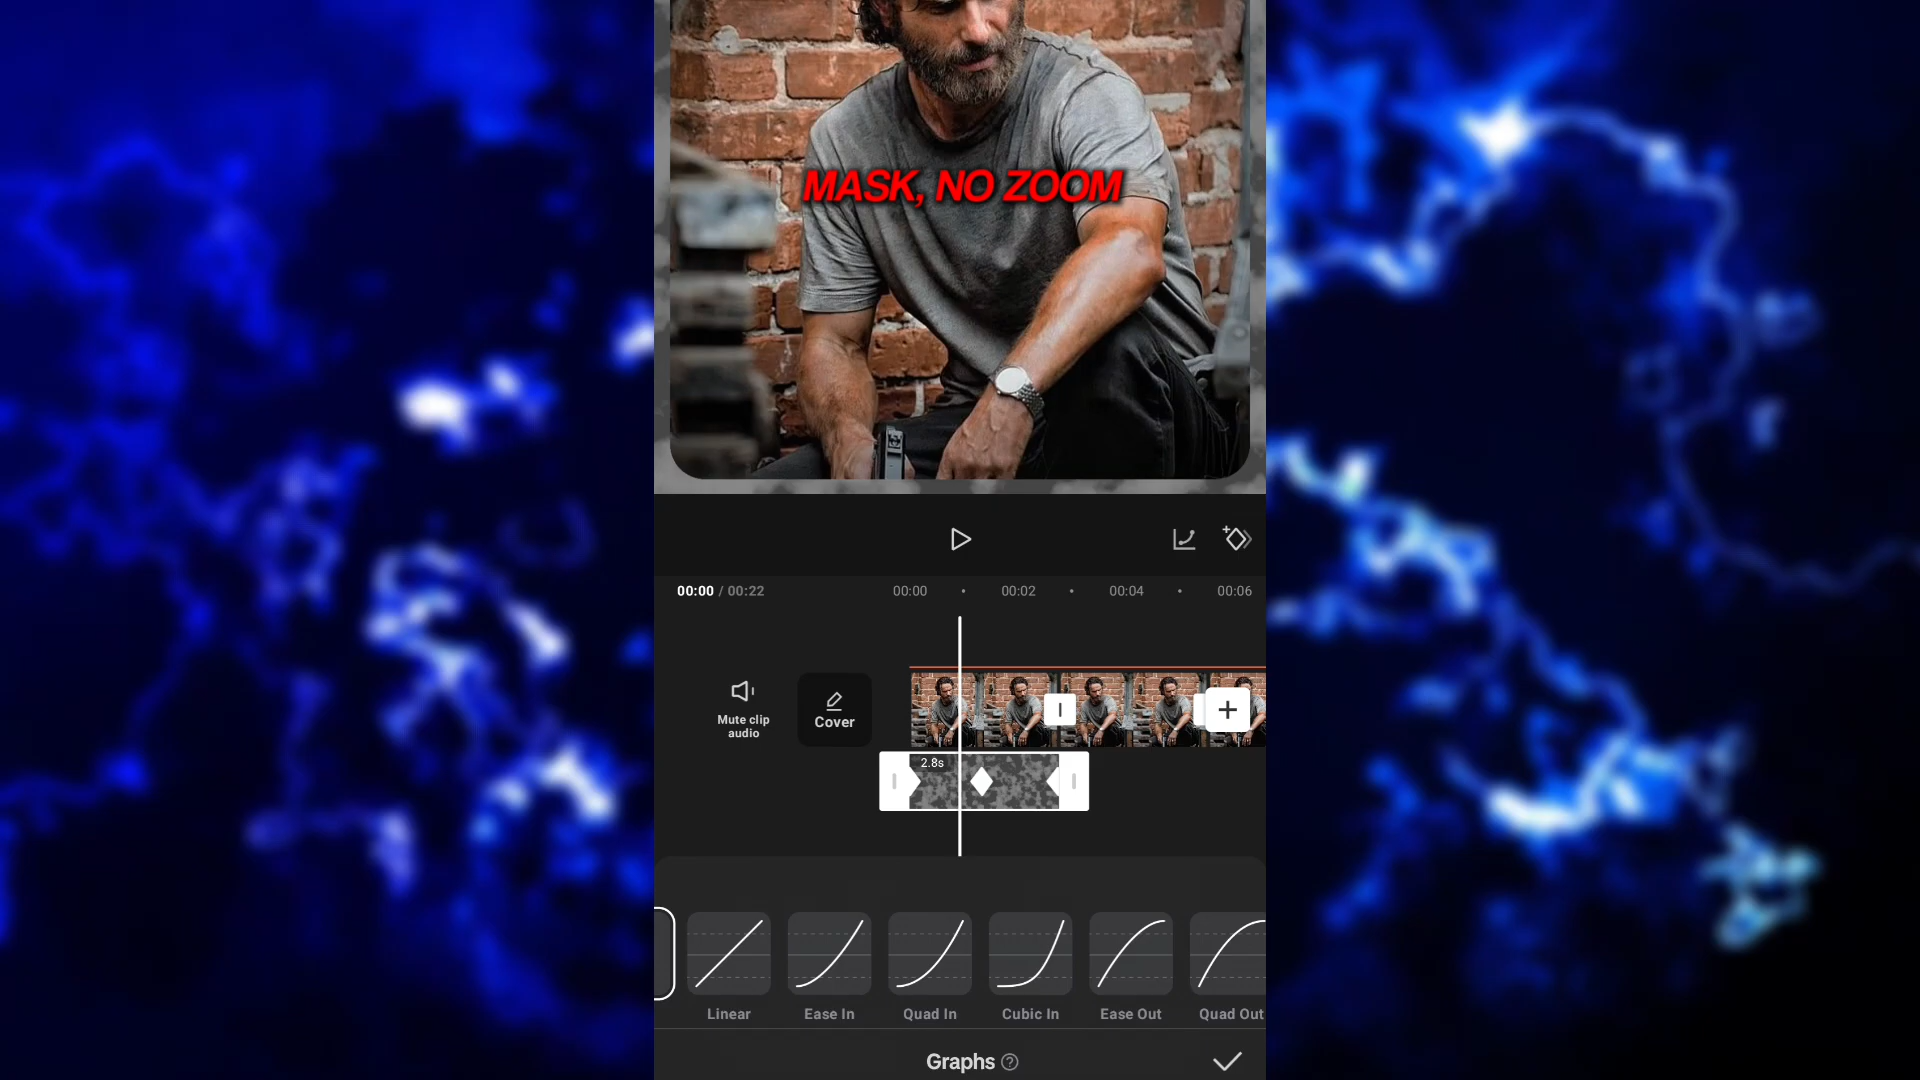 MASK, NO ZOOM
00:00 / 00:22
00:00
00:02
00:04
00:06
Mute clip
audio
Cover
2.8s
Linear
Ease In
Quad In
Cubic In
Ease Out
Quad Out
Graphs